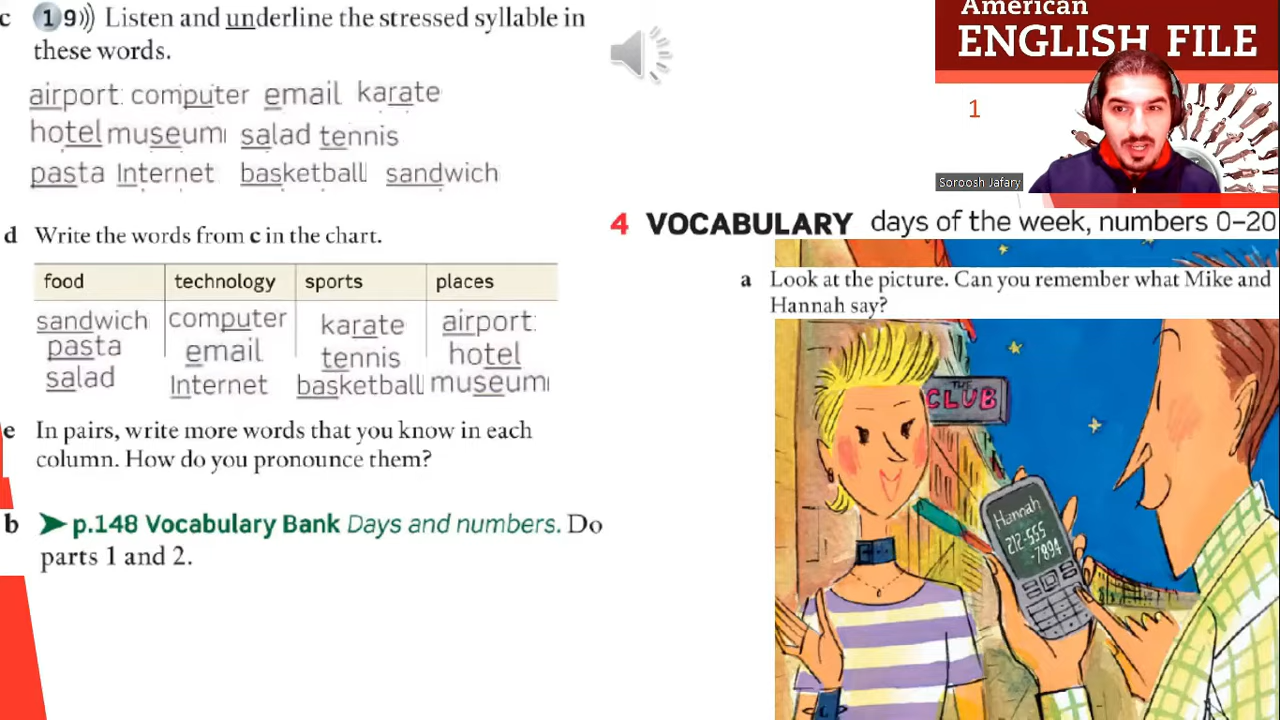 c 1 9 Listen and underline the stressed syllable in
these words.
airport: computer email karate
hotel museum salad tennis
pasta Internet basketball sandwich
d Write the words from c in the chart.
food technology sports places
sandwich computer karate airport:
pasta email tennis hotel
salad Internet basketball museum
e In pairs, write more words that you know in each
column. How do you pronounce them?
b p.148 Vocabulary Bank Days and numbers. Do
parts 1 and 2.
American
ENGLISH FILE
1
Soroosh Jafary
4 VOCABULARY days of the week, numbers 0–20
a Look at the picture. Can you remember what Mike and
Hannah say?
THE
CLUB
Hannah
212-555
-7894